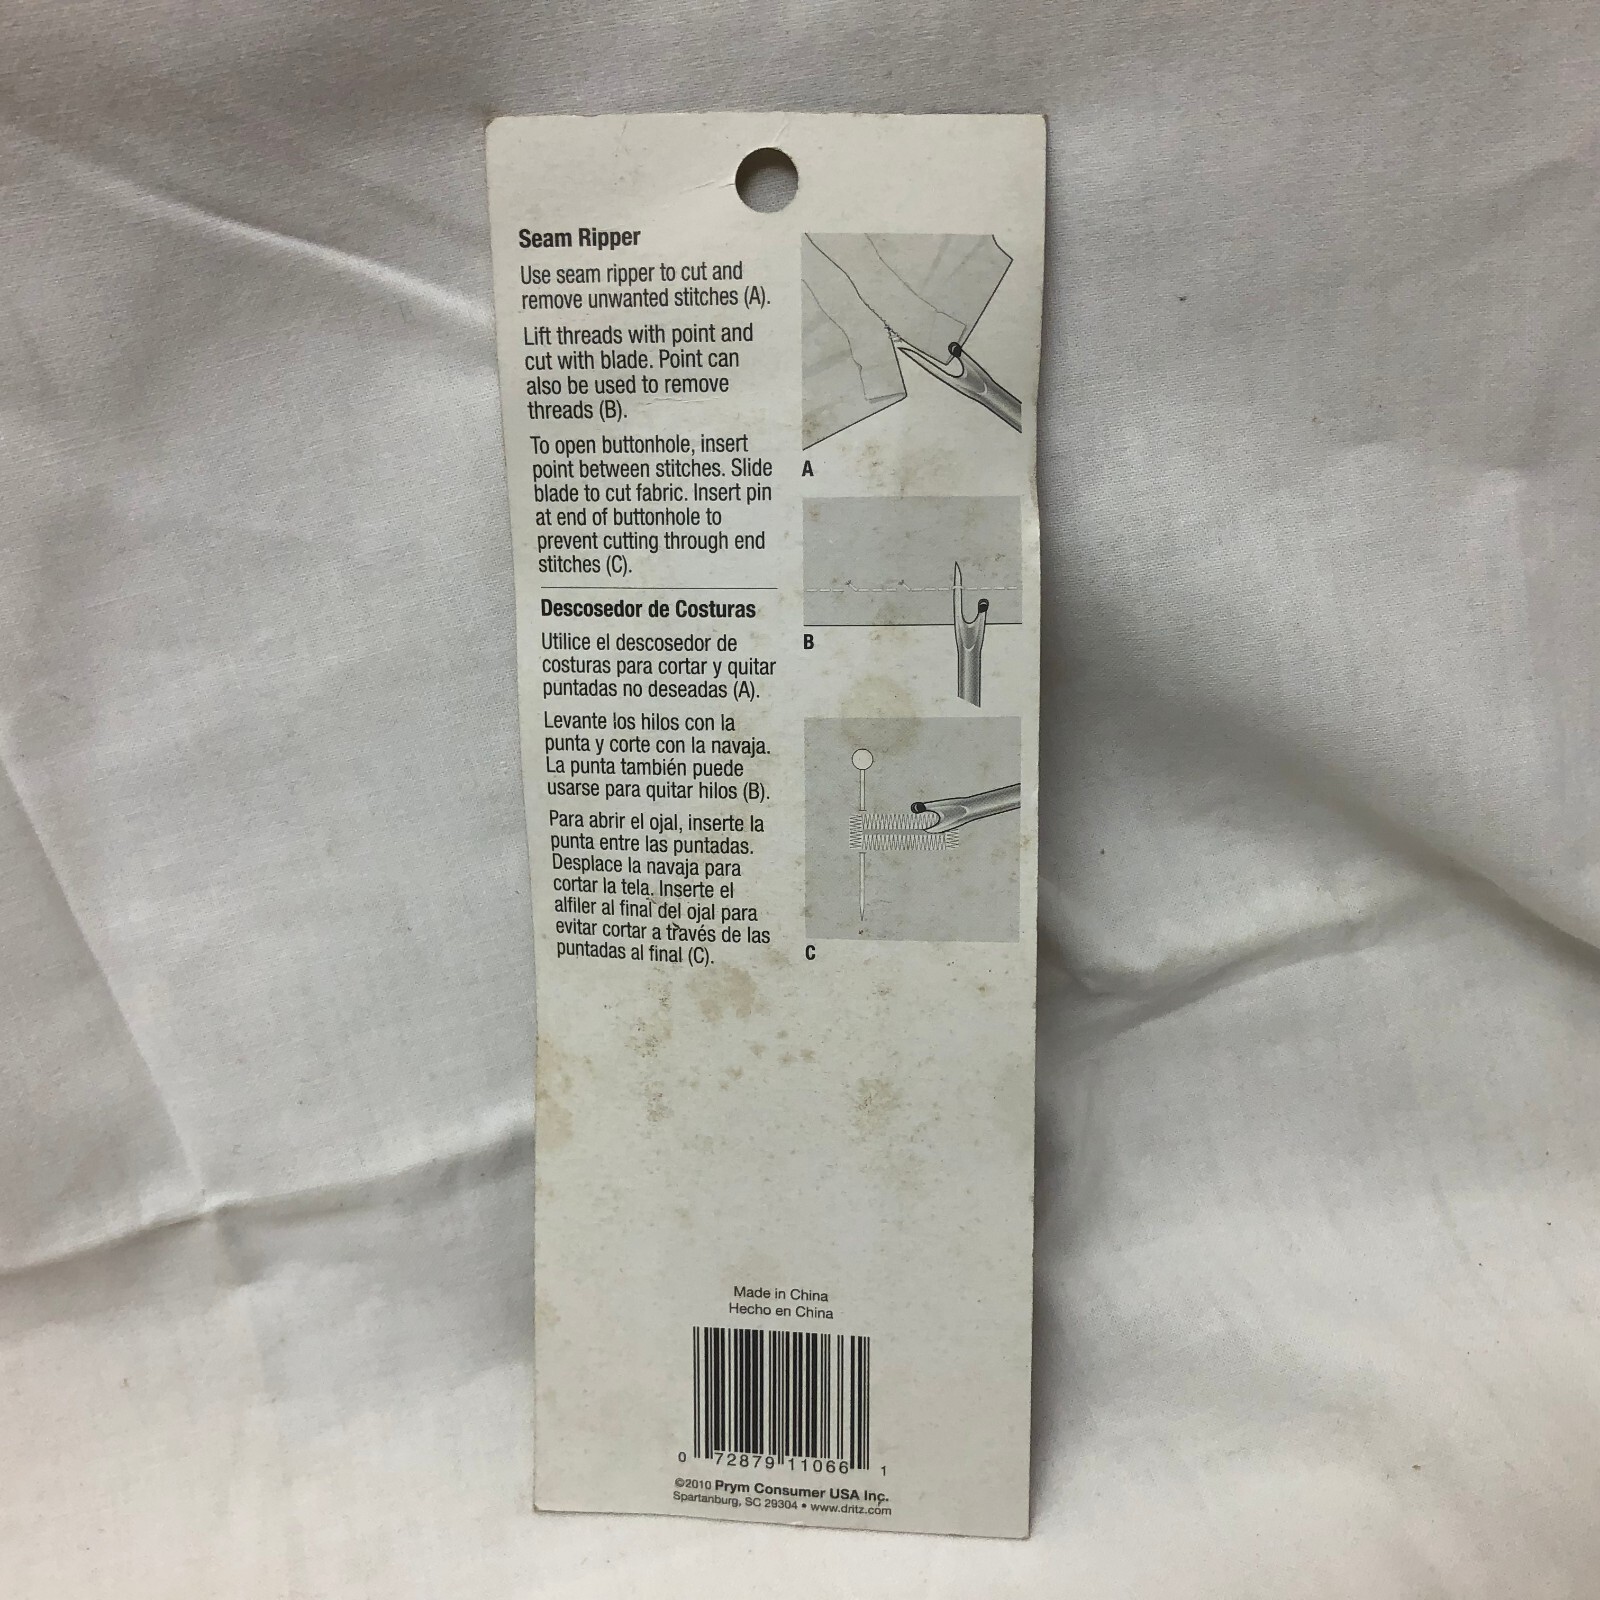 Seam Ripper
Use seam ripper to cut and
remove unwanted stitches (A).
Lift threads with point and
cut with blade. Point can
also be used to remove
threads (B).
To open buttonhole, insert
point between stitches. Slide
blade to cut fabric. Insert pin
at end of buttonhole to
prevent cutting through end
stitches (C).
Descosedor de Costuras
Utilice el descosedor de
costuras para cortar y quitar
puntadas no deseadas (A).
Levante los hilos con la
punta y corte con la navaja.
La punta también puede
usarse para quitar hilos (B).
Para abrir el ojal, inserte la
punta entre las puntadas.
Desplace la navaja para
cortar la tela. Inserte el
alfiler al final del ojal para
evitar cortar a través de las
puntadas al final (C).
A
B
C
Made in China
Hecho en China
0 72879 11066 1
©2010 Prym Consumer USA Inc.
Spartanburg, SC 29304 • www.dritz.com